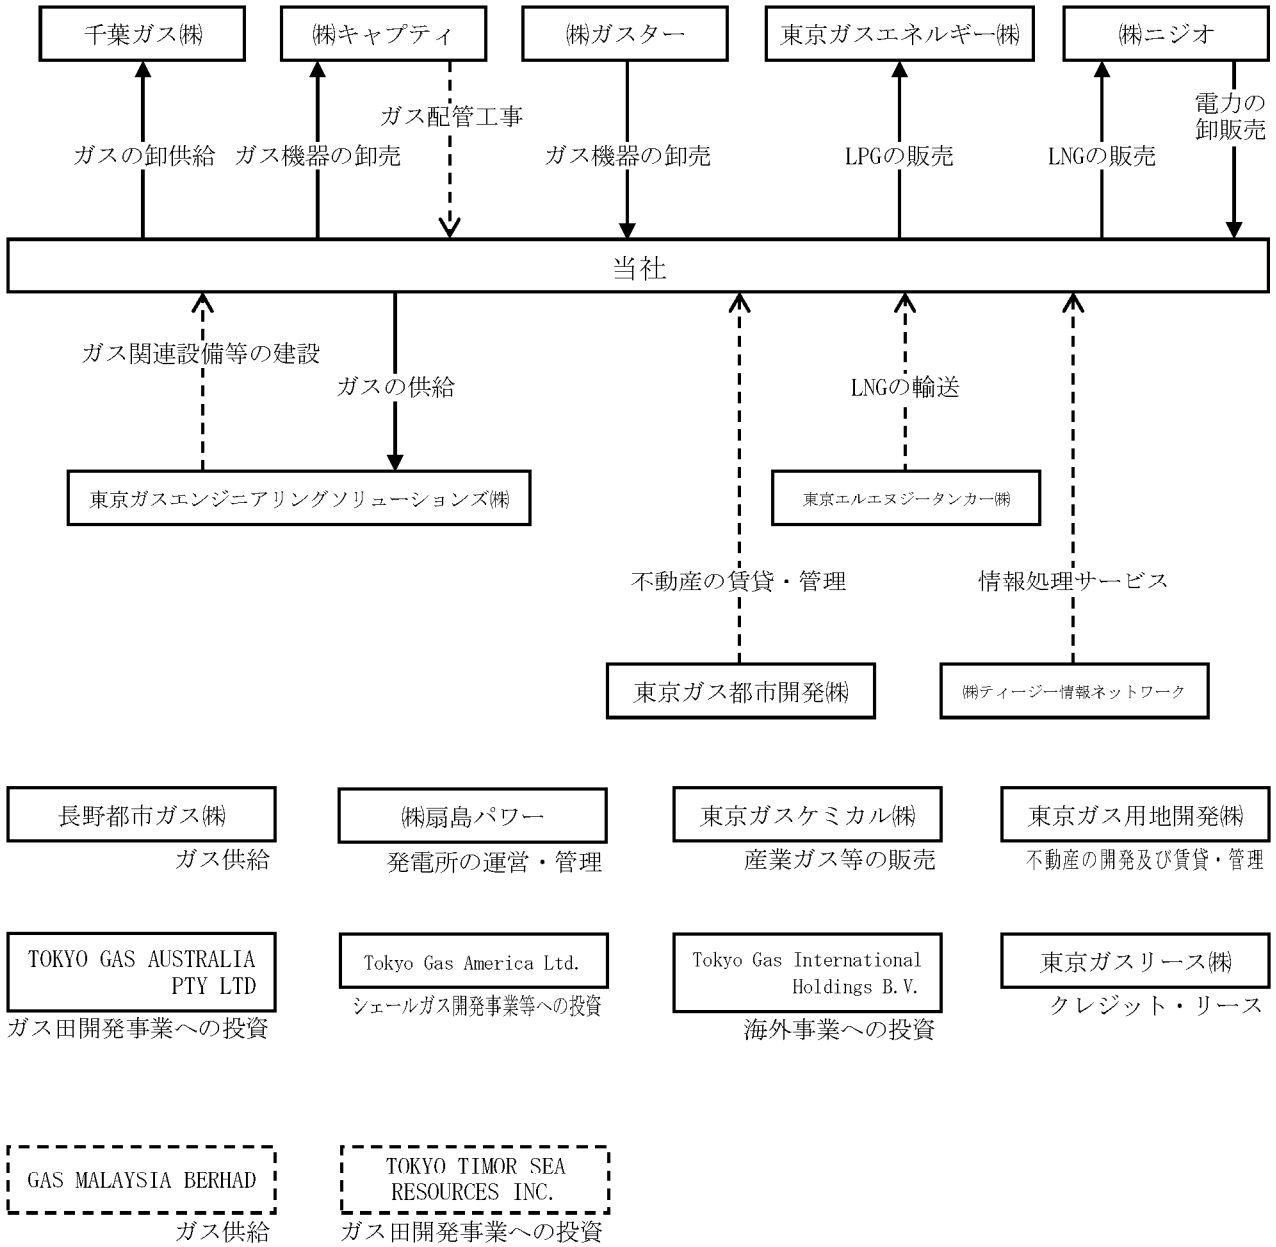 千葉ガス㈱
㈱キャプティ
㈱ガスター
東京ガスエネルギー㈱
㈱ニジオ
ガスの卸供給
ガス機器の卸売
ガス配管工事
ガス機器の卸売
LPGの販売
LNGの販売
電力の
卸販売
当社
ガス関連設備等の建設
ガスの供給
LNGの輸送
東京ガスエンジニアリングソリューションズ㈱
東京エルエヌジータンカー㈱
不動産の賃貸・管理
情報処理サービス
東京ガス都市開発㈱
㈱ティージー情報ネットワーク
長野都市ガス㈱
ガス供給
㈱扇島パワー
発電所の運営・管理
東京ガスケミカル㈱
産業ガス等の販売
東京ガス用地開発㈱
不動産の開発及び賃貸・管理
TOKYO GAS AUSTRALIA
PTY LTD
ガス田開発事業への投資
Tokyo Gas America Ltd.
シェールガス開発事業等への投資
Tokyo Gas International
Holdings B.V.
海外事業への投資
東京ガスリース㈱
クレジット・リース
GAS MALAYSIA BERHAD
ガス供給
TOKYO TIMOR SEA
RESOURCES INC.
ガス田開発事業への投資